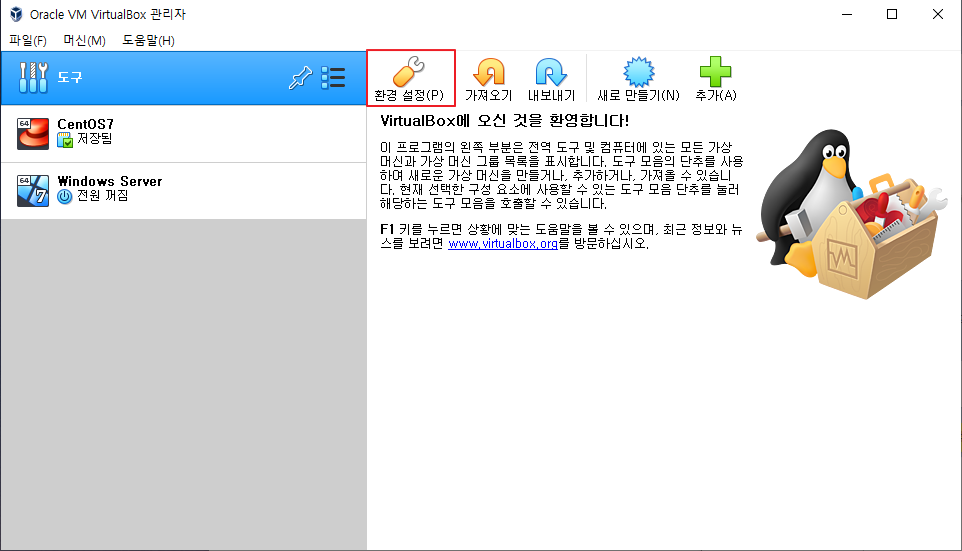 Oracle VM VirtualBox 관리자
파일(F) 머신(M) 도움말(H)
도구
환경 설정(P) 가져오기 내보내기 새로 만들기(N) 추가(A)
64
CentOS7
저장됨
64
7
Windows Server
전원 꺼짐
VirtualBox에 오신 것을 환영합니다!
이 프로그램의 왼쪽 부분은 전역 도구 및 컴퓨터에 있는 모든 가상
머신과 가상 머신 그룹 목록을 표시합니다. 도구 모음의 단추를 사용
하여 새로운 가상 머신을 만들거나, 추가하거나, 가져올 수 있습니
다. 현재 선택한 구성 요소에 사용할 수 있는 도구 모음 단추를 눌러
해당하는 도구 모음을 호출할 수 있습니다.
F1 키를 누르면 상황에 맞는 도움말을 볼 수 있으며, 최근 정보와 뉴
스를 보려면 www.virtualbox.org를 방문하십시오.